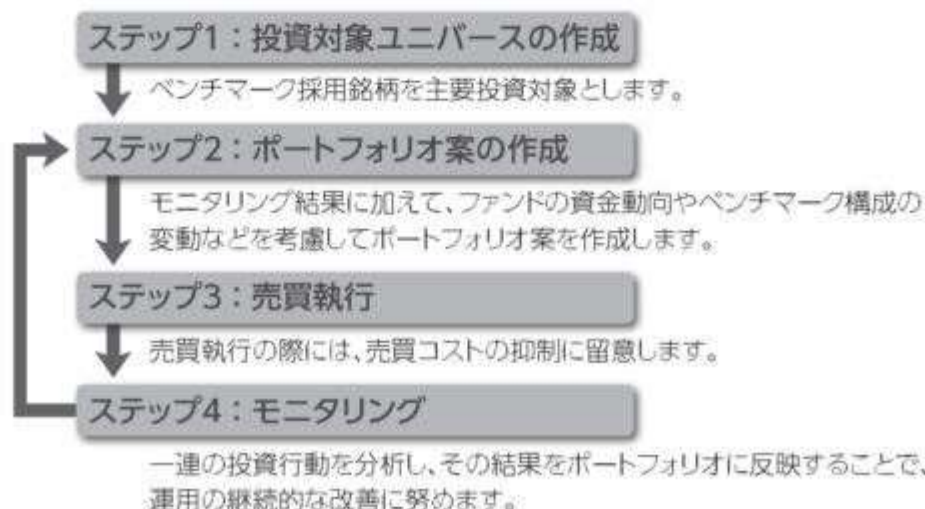 ステップ1：投資対象ユニバースの作成
ベンチマーク採用銘柄を主要投資対象とします。
ステップ2：ポートフォリオ案の作成
モニタリング結果に加えて、ファンドの資金動向やベンチマーク構成の
変動などを考慮してポートフォリオ案を作成します。
ステップ3：売買執行
売買執行の際には、売買コストの抑制に留意します。
ステップ4：モニタリング
一連の投資行動を分析し、その結果をポートフォリオに反映することで、
運用の継続的な改善に努めます。